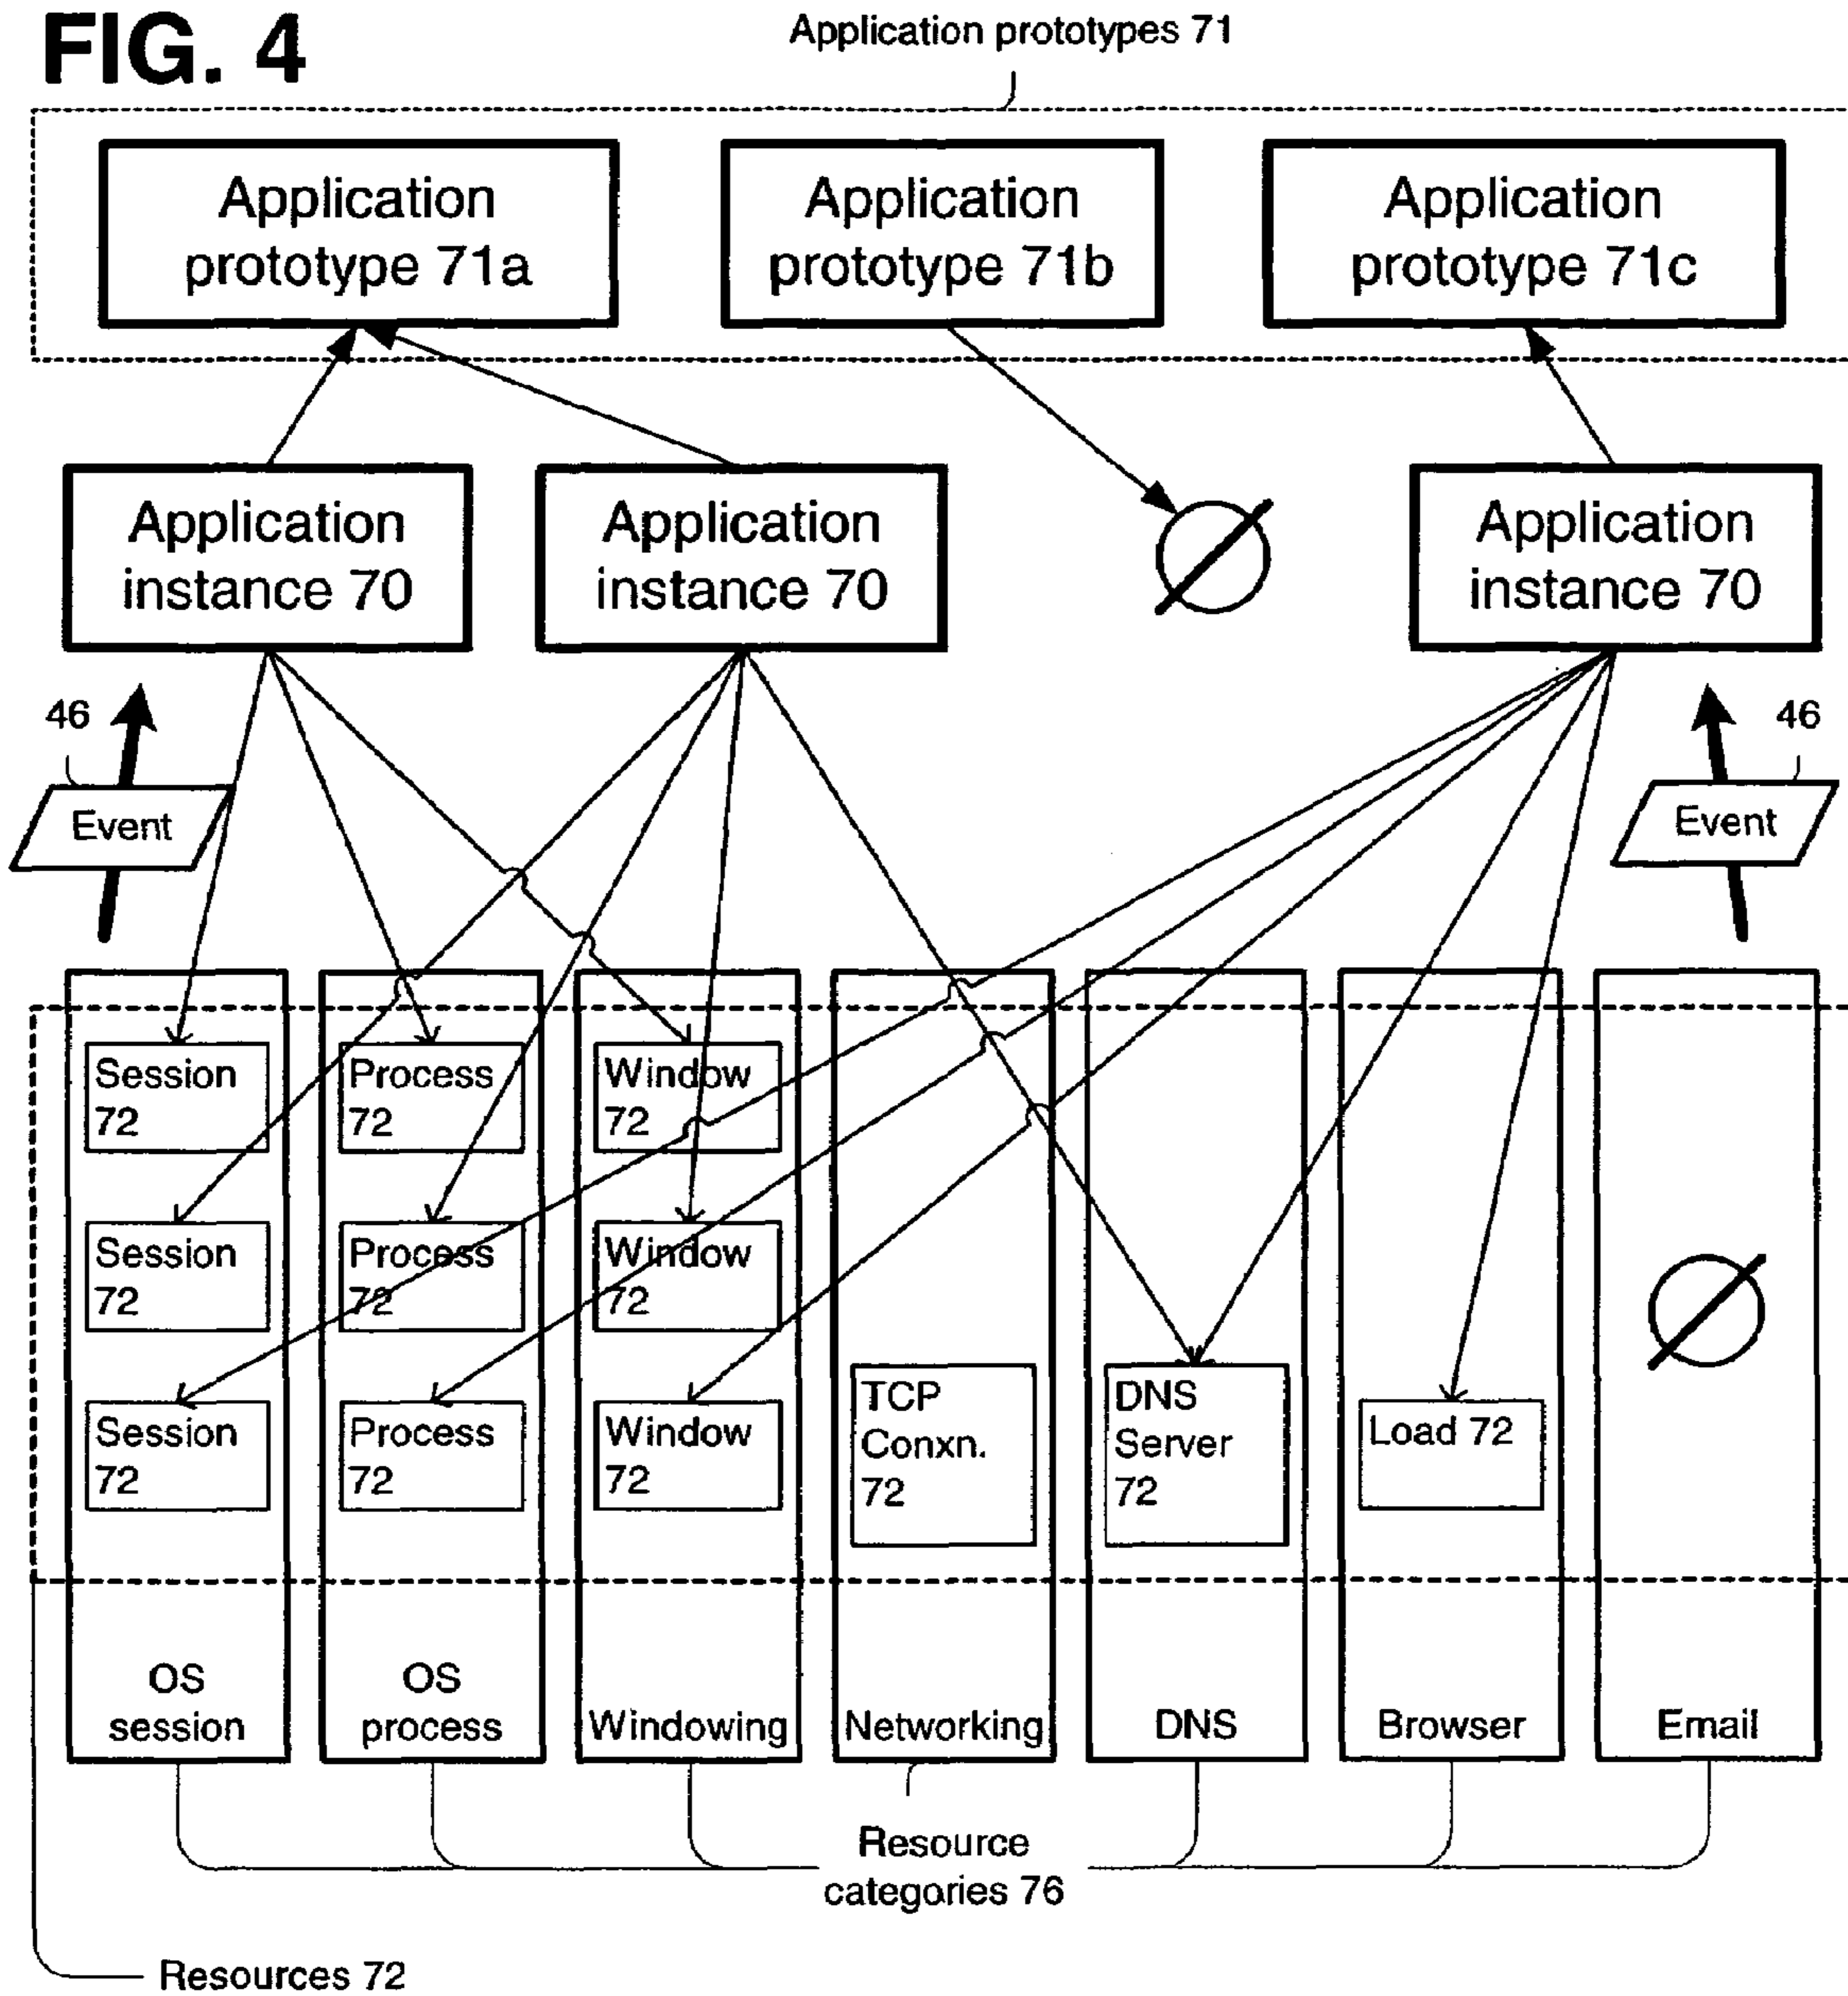 FIG. 4
Application prototypes 71
Application
prototype 71a
Application
prototype 71b
Application
prototype 71c
Application
instance 70
Application
instance 70
Application
instance 70
46
Event
46
Event
Session
72
Process
72
Window
72
Session
72
Process
72
Window
72
Session
72
Process
72
Window
72
TCP
Conxn.
72
DNS
Server
72
Load 72
OS
session
OS
process
Windowing
Networking
DNS
Browser
Email
Resource
categories 76
Resources 72